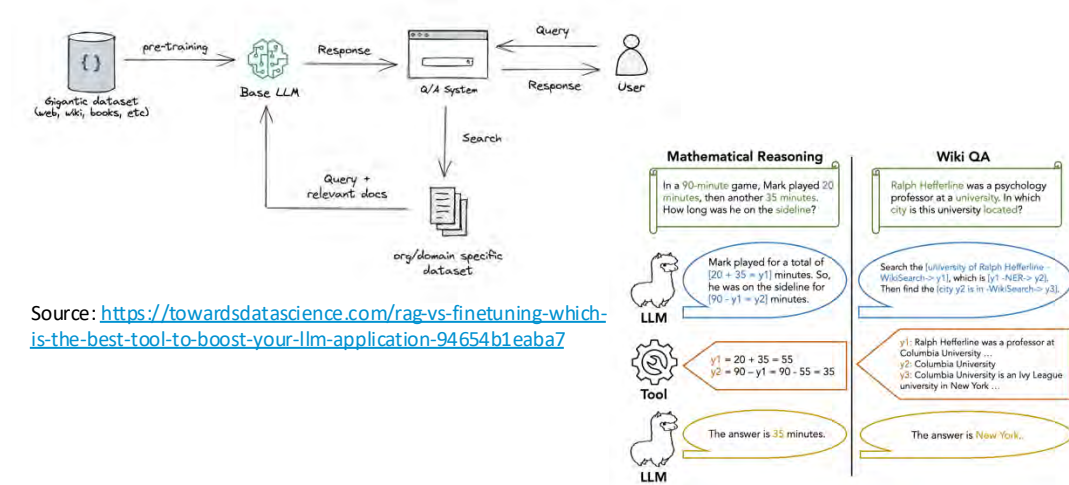 Query
pre-training
Response
{ }
Response
Base LLM
Q/A System
User
Gigantic dataset
(web, wiki, books, etc)
Search
Query +
relevant docs
org/domain specific
dataset
Source: https://towardsdatascience.com/rag-vs-finetuning-which-
is-the-best-tool-to-boost-your-llm-application-94654b1eaba7
Mathematical Reasoning
In a 90-minute game, Mark played 20
minutes, then another 35 minutes.
How long was he on the sideline?
Mark played for a total of
[20 + 35 = y1] minutes. So,
he was on the sideline for
[90 - y1 = y2] minutes.
LLM
y1 = 20 + 35 = 55
y2 = 90 – y1 = 90 - 55 = 35
Tool
The answer is 35 minutes.
LLM
Wiki QA
Ralph Hefferline was a psychology
professor at a university. In which
city is this university located?
Search the [university of Ralph Hefferline -
WikiSearch-> y1], which is [y1 -NER-> y2].
Then find the [city y2 is in -WikiSearch-> y3].
y1: Ralph Hefferline was a professor at
Columbia University ...
y2: Columbia University
y3: Columbia University is an Ivy League
university in New York ...
The answer is New York.